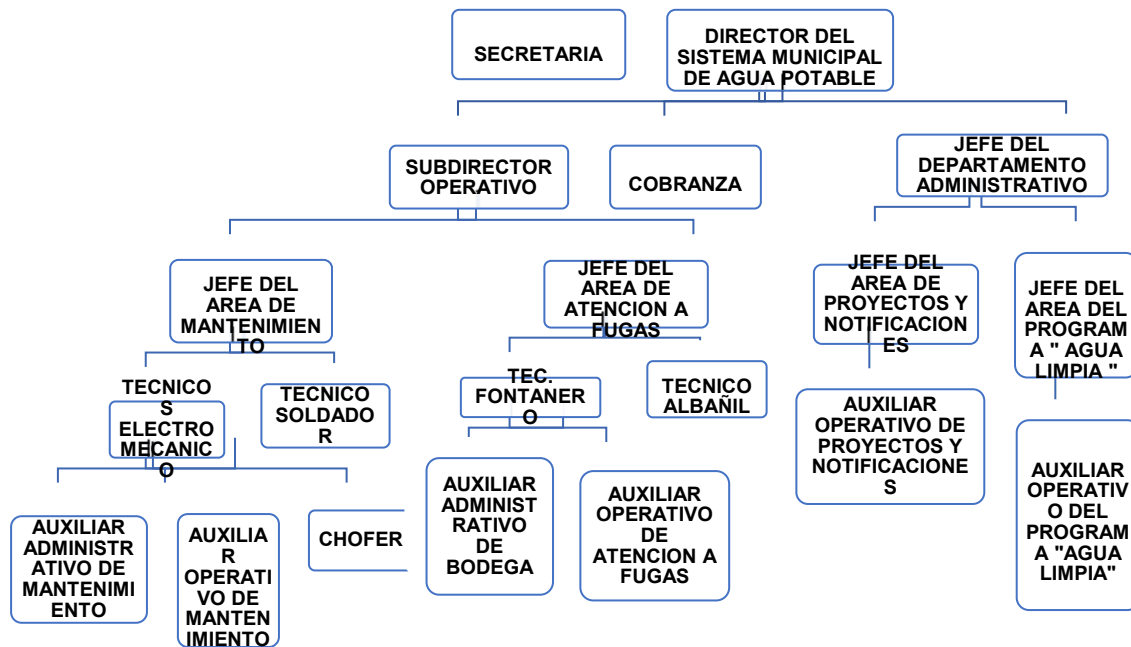 SECRETARIA
DIRECTOR DEL
SISTEMA MUNICIPAL
DE AGUA POTABLE
SUBDIRECTOR
OPERATIVO
COBRANZA
JEFE DEL
DEPARTAMENTO
ADMINISTRATIVO
JEFE DEL
AREA DE
MANTENIMIEN
TO
JEFE DEL
AREA DE
ATENCION A
FUGAS
JEFE DEL
AREA DE
PROYECTOS Y
NOTIFICACION
ES
JEFE DEL
AREA DEL
PROGRAM
A " AGUA
LIMPIA "
TECNICO
S
ELECTRO
MECANIC
O
TECNICO
SOLDADO
R
TEC.
FONTANER
O
TECNICO
ALBAÑIL
AUXILIAR
OPERATIVO DE
PROYECTOS Y
NOTIFICACIONE
S
AUXILIAR
OPERATIV
O DEL
PROGRAM
A "AGUA
LIMPIA"
AUXILIAR
ADMINISTR
ATIVO DE
MANTENIMI
ENTO
AUXILIA
R
OPERATI
VO DE
MANTEN
IMIENTO
CHOFER
AUXILIAR
ADMINIST
RATIVO
DE
BODEGA
AUXILIAR
OPERATIVO
DE
ATENCION A
FUGAS